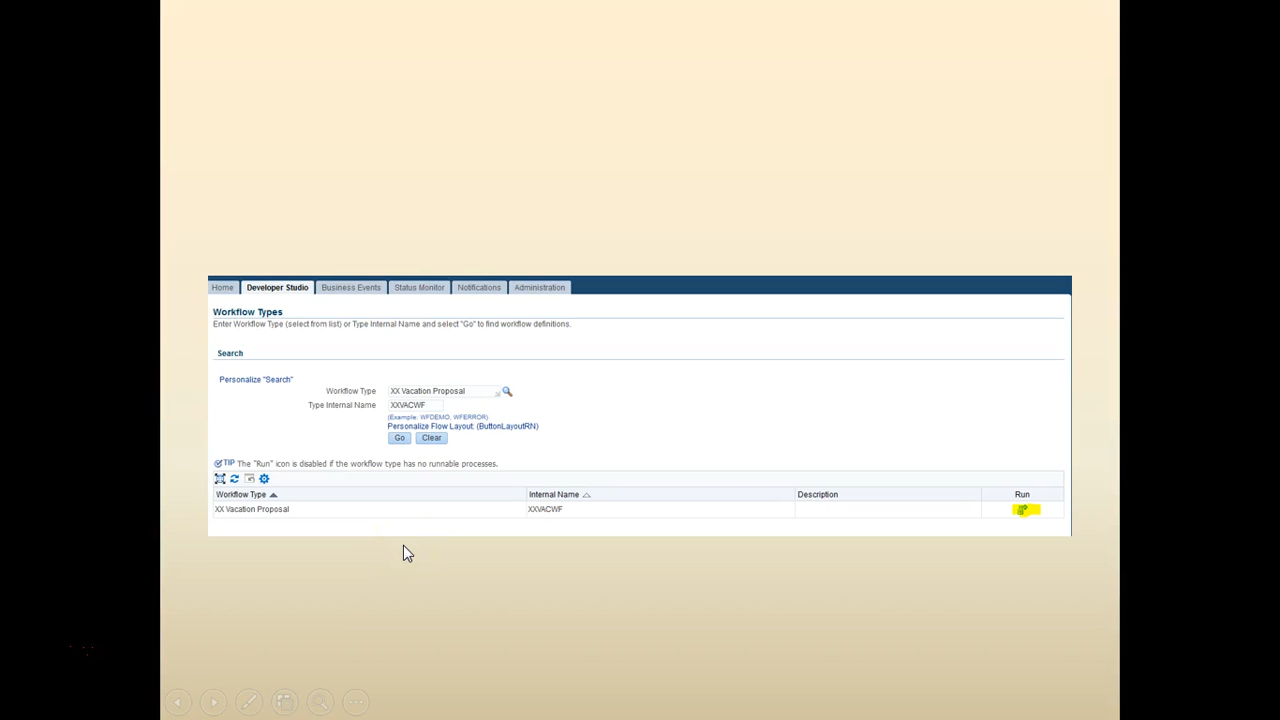 Home Developer Studio Business Events Status Monitor Notifications Administration
Workflow Types
Enter Workflow Type (select from list) or Type Internal Name and select "Go" to find workflow definitions.
Search
Personalize "Search"
Workflow Type XX Vacation Proposal
Type Internal Name XXVACWF
(Example: WFDEMO, WFERROR)
Personalize Flow Layout: (ButtonLayoutRN)
Go Clear
TIP The "Run" icon is disabled if the workflow type has no runnable processes.
Workflow Type Internal Name Description Run
XX Vacation Proposal XXVACWF